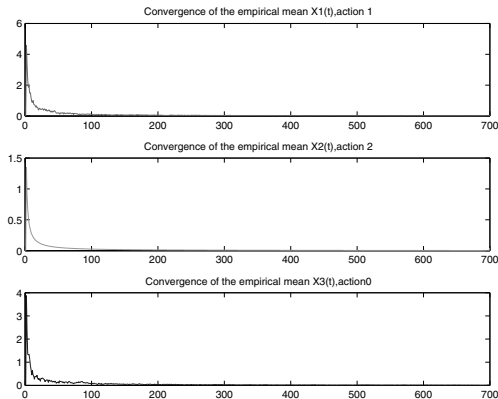 Convergence of the empirical mean X1(t),action 1
6
4
2
0
0 100 200 300 400 500 600 700
Convergence of the empirical mean X2(t),action 2
1.5
1
0.5
0
0 100 200 300 400 500 600 700
Convergence of the empirical mean X3(t),action0
4
3
2
1
0
0 100 200 300 400 500 600 700